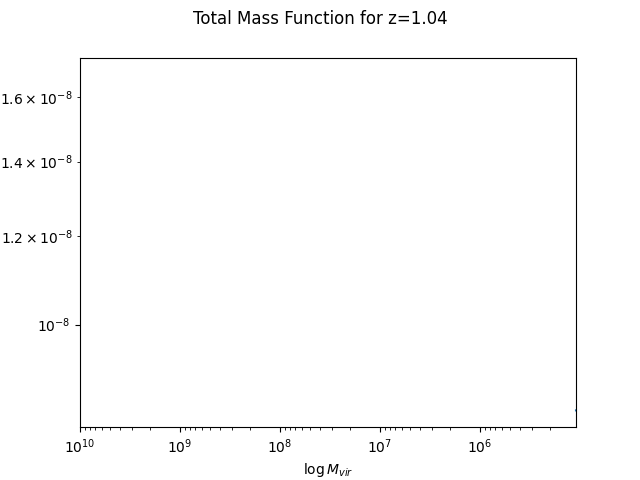 Total Mass Function for z=1.04
1.6 × 10⁻⁸
1.4 × 10⁻⁸
1.2 × 10⁻⁸
10⁻⁸
10¹⁰ 10⁹ 10⁸ 10⁷ 10⁶
log M_vir